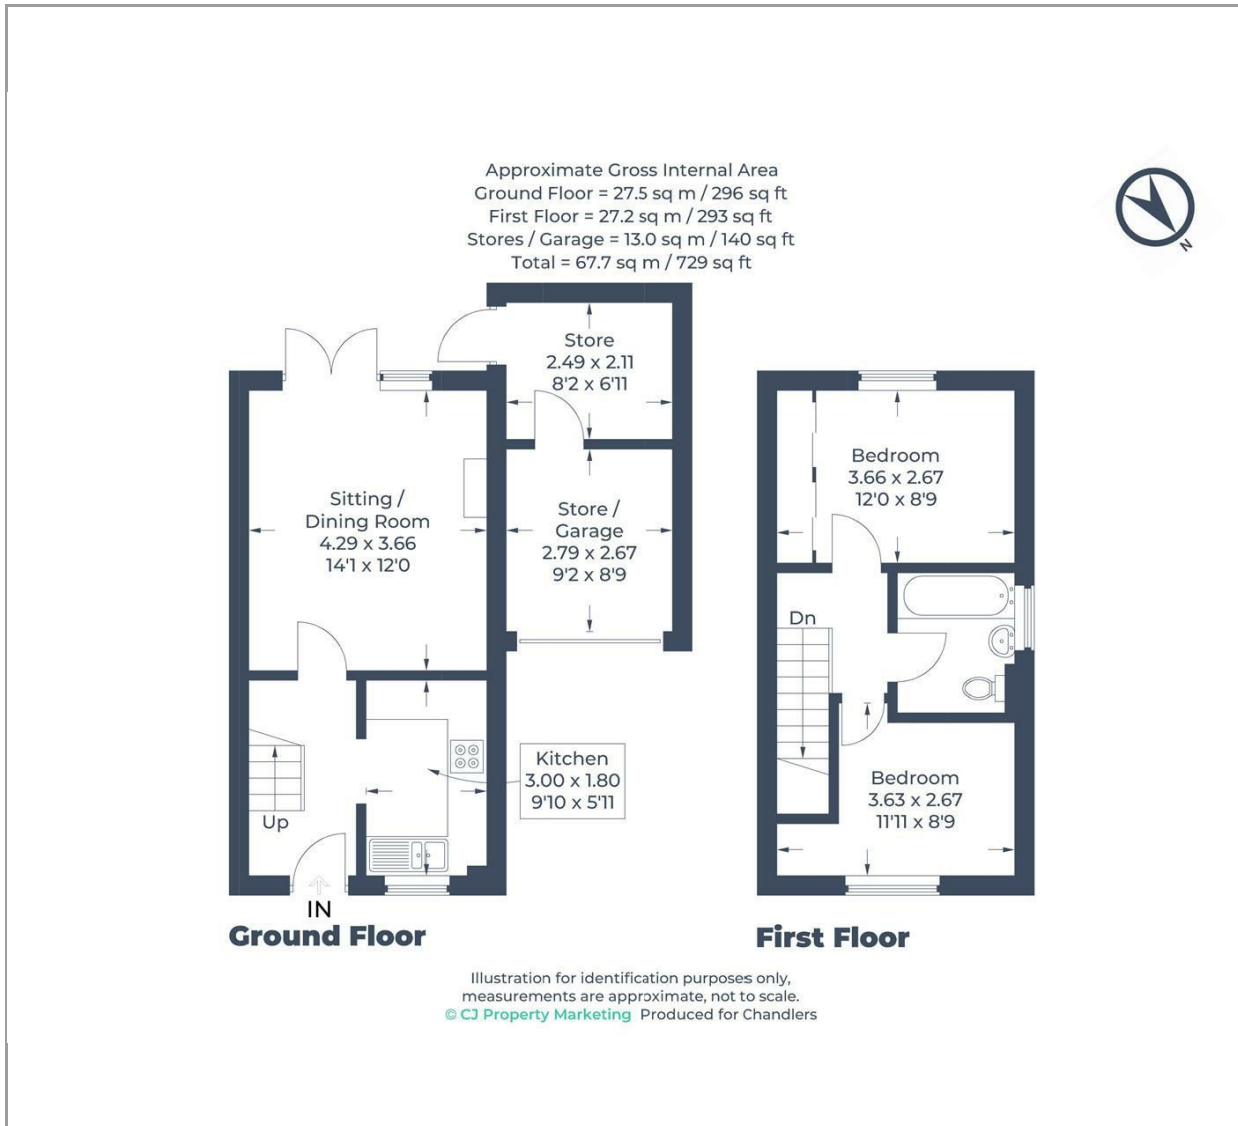 Approximate Gross Internal Area
Ground Floor = 27.5 sq m / 296 sq ft
First Floor = 27.2 sq m / 293 sq ft
Stores / Garage = 13.0 sq m / 140 sq ft
Total = 67.7 sq m / 729 sq ft
N
Store
2.49 x 2.11
8'2 x 6'11
Sitting /
Dining Room
4.29 x 3.66
14'1 x 12'0
Store /
Garage
2.79 x 2.67
9'2 x 8'9
Kitchen
3.00 x 1.80
9'10 x 5'11
Up
IN
Ground Floor
Bedroom
3.66 x 2.67
12'0 x 8'9
Dn
Bedroom
3.63 x 2.67
11'11 x 8'9
First Floor
Illustration for identification purposes only,
measurements are approximate, not to scale.
© CJ Property Marketing Produced for Chandlers